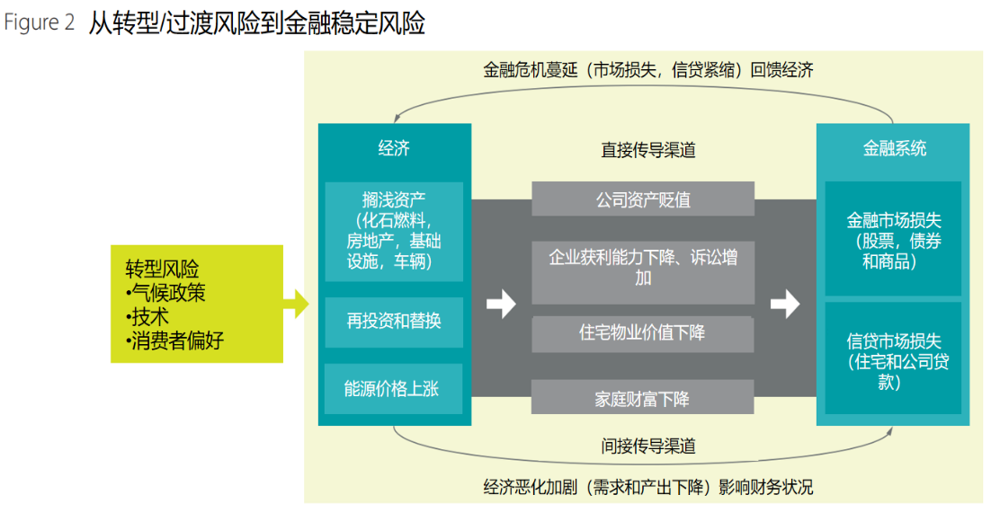 Figure 2 从转型/过渡风险到金融稳定风险
金融危机蔓延（市场损失，信贷紧缩）回馈经济
转型风险
•气候政策
•技术
•消费者偏好
经济
搁浅资产
（化石燃料，
房地产，基础
设施，车辆）
再投资和替换
能源价格上涨
直接传导渠道
公司资产贬值
企业获利能力下降、诉讼增
加
住宅物业价值下降
家庭财富下降
间接传导渠道
金融系统
金融市场损失
（股票，债券
和商品）
信贷市场损失
（住宅和公司贷
款）
经济恶化加剧（需求和产出下降）影响财务状况